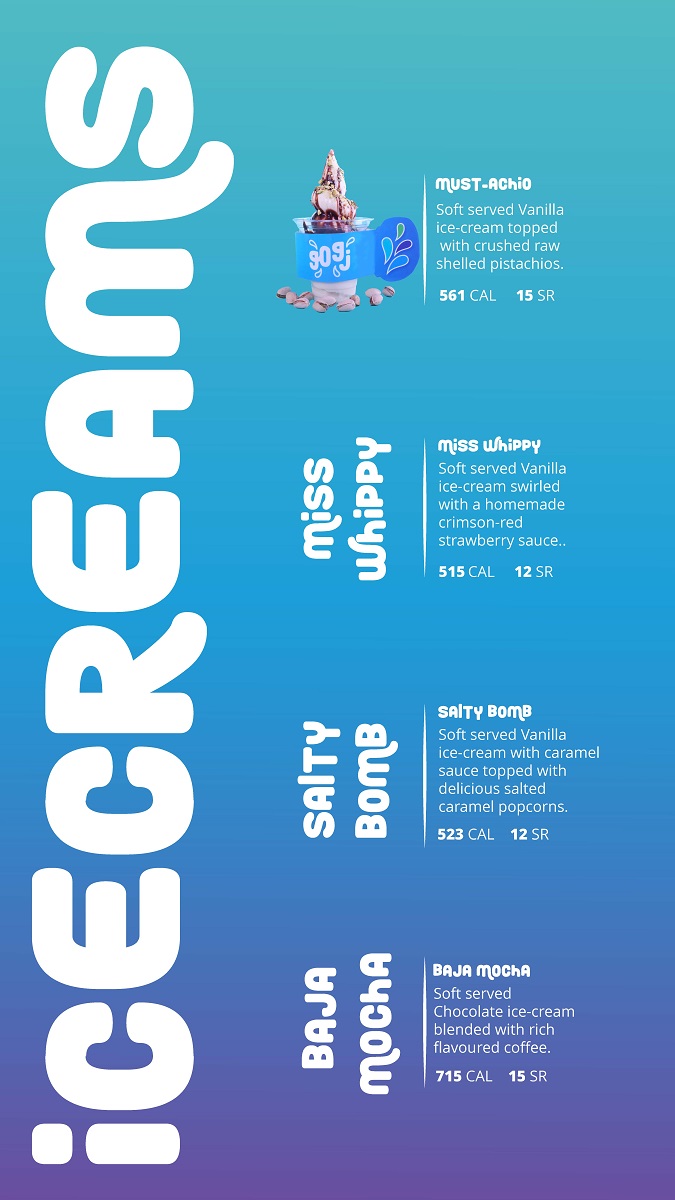 iCECREAMS
gogj
MUST-AChiO
Soft served Vanilla
ice-cream topped
with crushed raw
shelled pistachios.
561 CAL 15 SR
MiSS WhiPPY
MiSS
WhiPPY
Soft served Vanilla
ice-cream swirled
with a homemade
crimson-red
strawberry sauce..
515 CAL 12 SR
SAlTY BOMB
SAlTY
BOMB
Soft served Vanilla
ice-cream with caramel
sauce topped with
delicious salted
caramel popcorns.
523 CAL 12 SR
BAJA MOChA
BAJA
MOChA
Soft served
Chocolate ice-cream
blended with rich
flavoured coffee.
715 CAL 15 SR